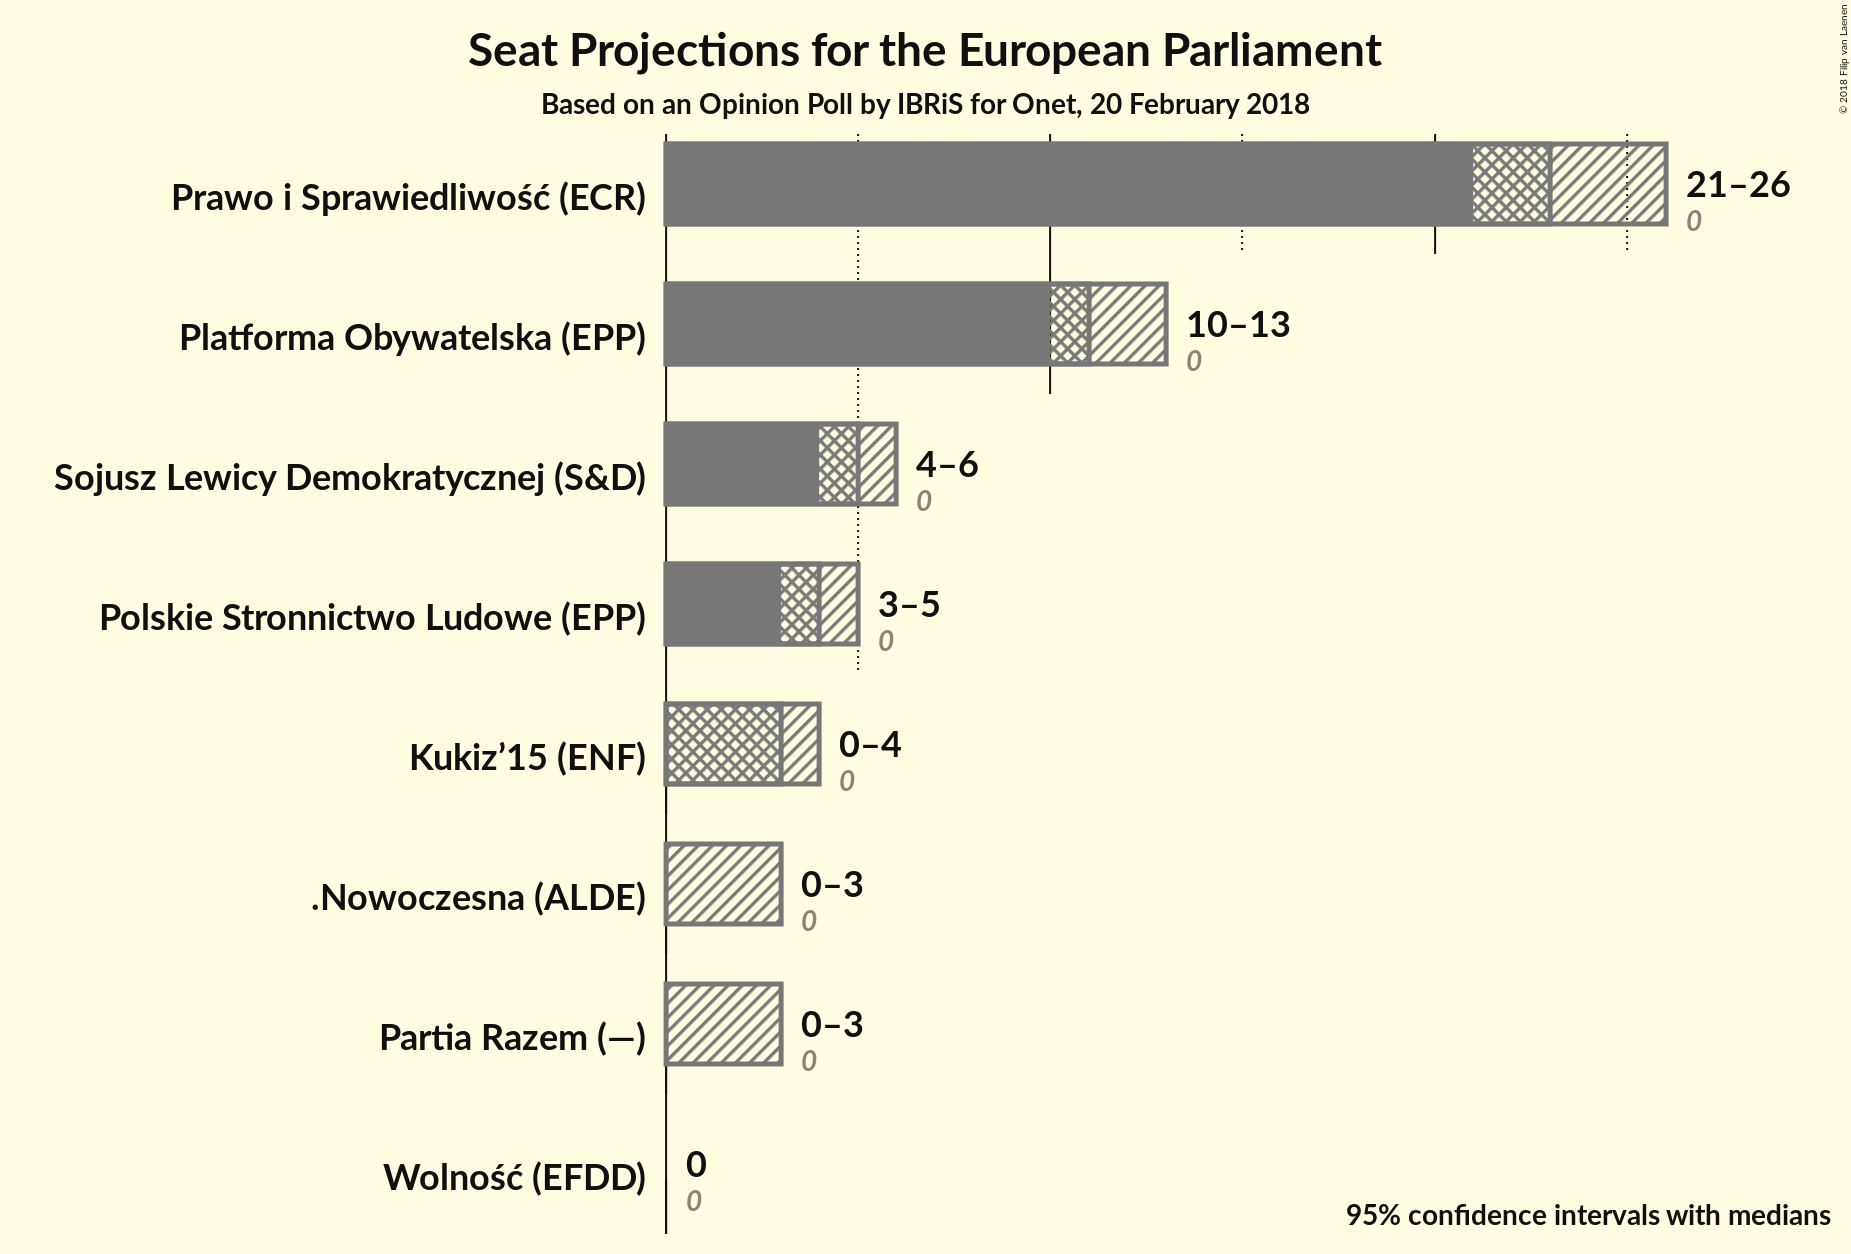 Seat Projections for the European Parliament
Based on an Opinion Poll by IBRiS for Onet, 20 February 2018
© 2018 Filip van Laenen
Prawo i Sprawiedliwość (ECR)
21–26
0
Platforma Obywatelska (EPP)
10–13
0
Sojusz Lewicy Demokratycznej (S&D)
4–6
0
Polskie Stronnictwo Ludowe (EPP)
3–5
0
Kukiz’15 (ENF)
0–4
0
.Nowoczesna (ALDE)
0–3
0
Partia Razem (—)
0–3
0
Wolność (EFDD)
0
0
95% confidence intervals with medians